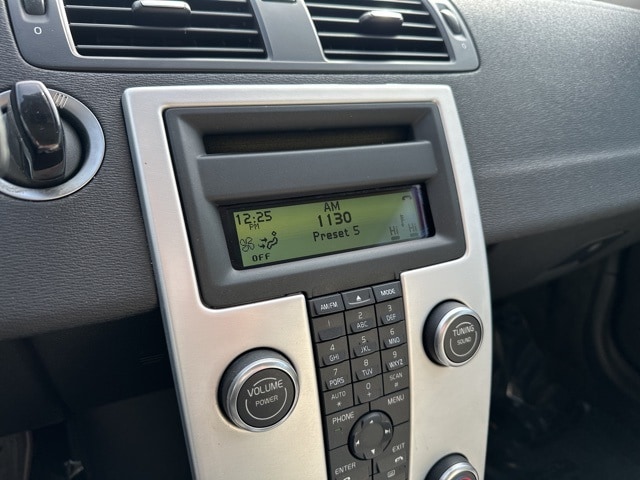 0
0
AM
12:25
PM
1130
Preset 5
OFF
Hi Hi
AM/FM MODE
1 2 ABC 3 DEF
4 GHI 5 JKL 6 MNO
7 PQRS 8 TUV 9 WXYZ
AUTO * 0 SCAN #
PHONE MENU
ENTER EXIT
VOLUME
POWER
TUNING
SOUND